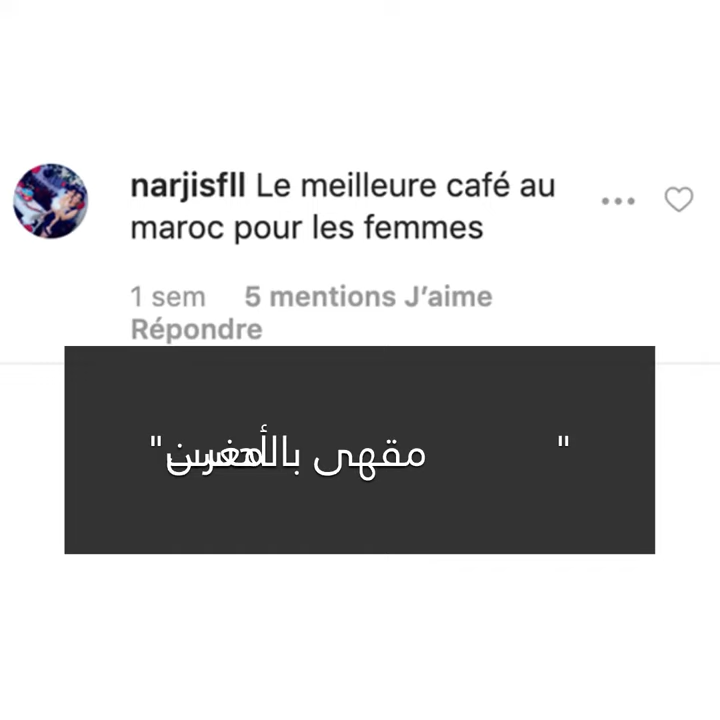 narjisfll Le meilleure café au
maroc pour les femmes
1 sem 5 mentions J'aime
Répondre
" مقهى "